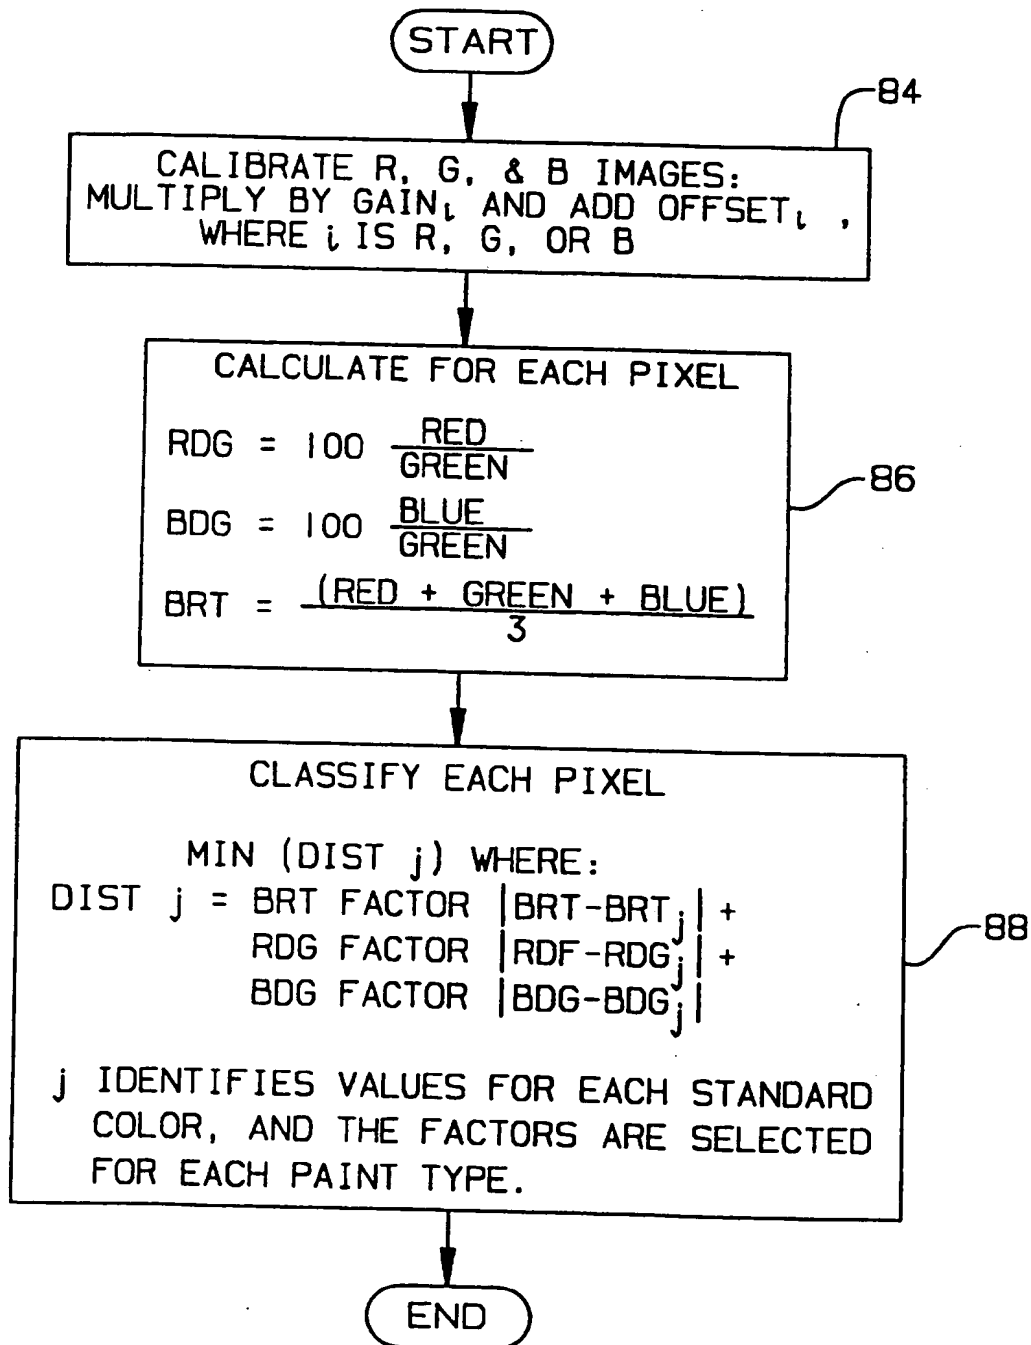 START
84
CALIBRATE R, G, & B IMAGES:
MULTIPLY BY GAINi AND ADD OFFSETi ,
WHERE i IS R, G, OR B
CALCULATE FOR EACH PIXEL
RDG = 100 RED
GREEN
86
BDG = 100 BLUE
GREEN
BRT = (RED + GREEN + BLUE)
3
CLASSIFY EACH PIXEL
MIN (DIST j) WHERE:
DIST j = BRT FACTOR |BRT-BRTj| +
RDG FACTOR |RDF-RDGj| +
88
BDG FACTOR |BDG-BDGj|
j IDENTIFIES VALUES FOR EACH STANDARD
COLOR, AND THE FACTORS ARE SELECTED
FOR EACH PAINT TYPE.
END